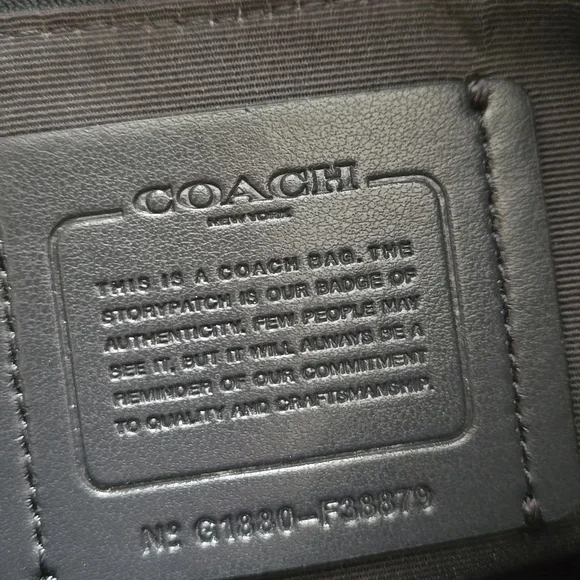 COACH
NEW YORK
THIS IS A COACH BAG. THE
STORYPATCH IS OUR BADGE OF
AUTHENTICITY. FEW PEOPLE MAY
SEE IT, BUT IT WILL ALWAYS BE A
REMINDER OF OUR COMMITMENT
TO QUALITY AND CRAFTSMANSHIP.
Nº G1880-F38879